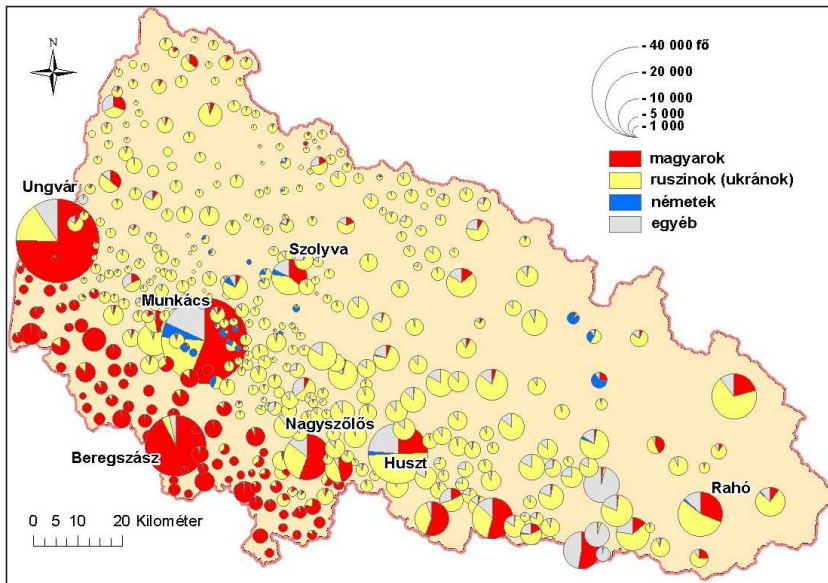 N
- 40 000 fő
- 20 000
- 10 000
- 5 000
- 1 000
magyarok
ruszinok (ukránok)
németek
egyéb
Ungvár
Szolyva
Munkács
Nagyszőlős
Beregszász
Huszt
Rahó
0 5 10 20 Kilométer